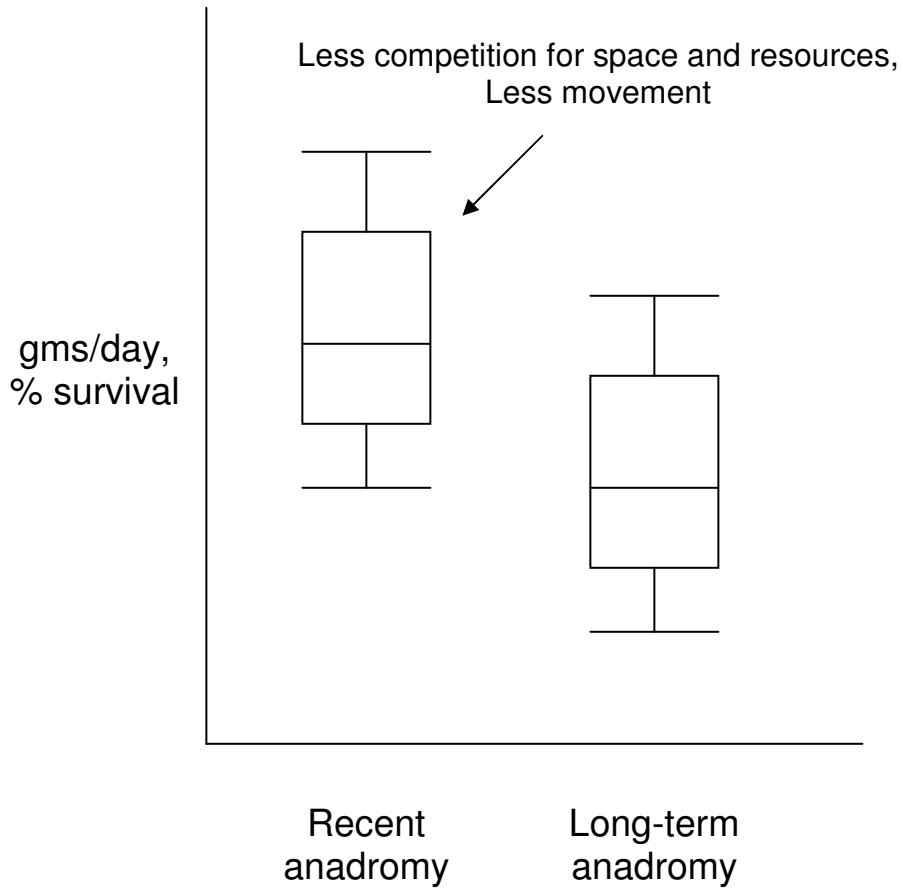 Less competition for space and resources,
Less movement
gms/day,
% survival
Recent
anadromy
Long-term
anadromy